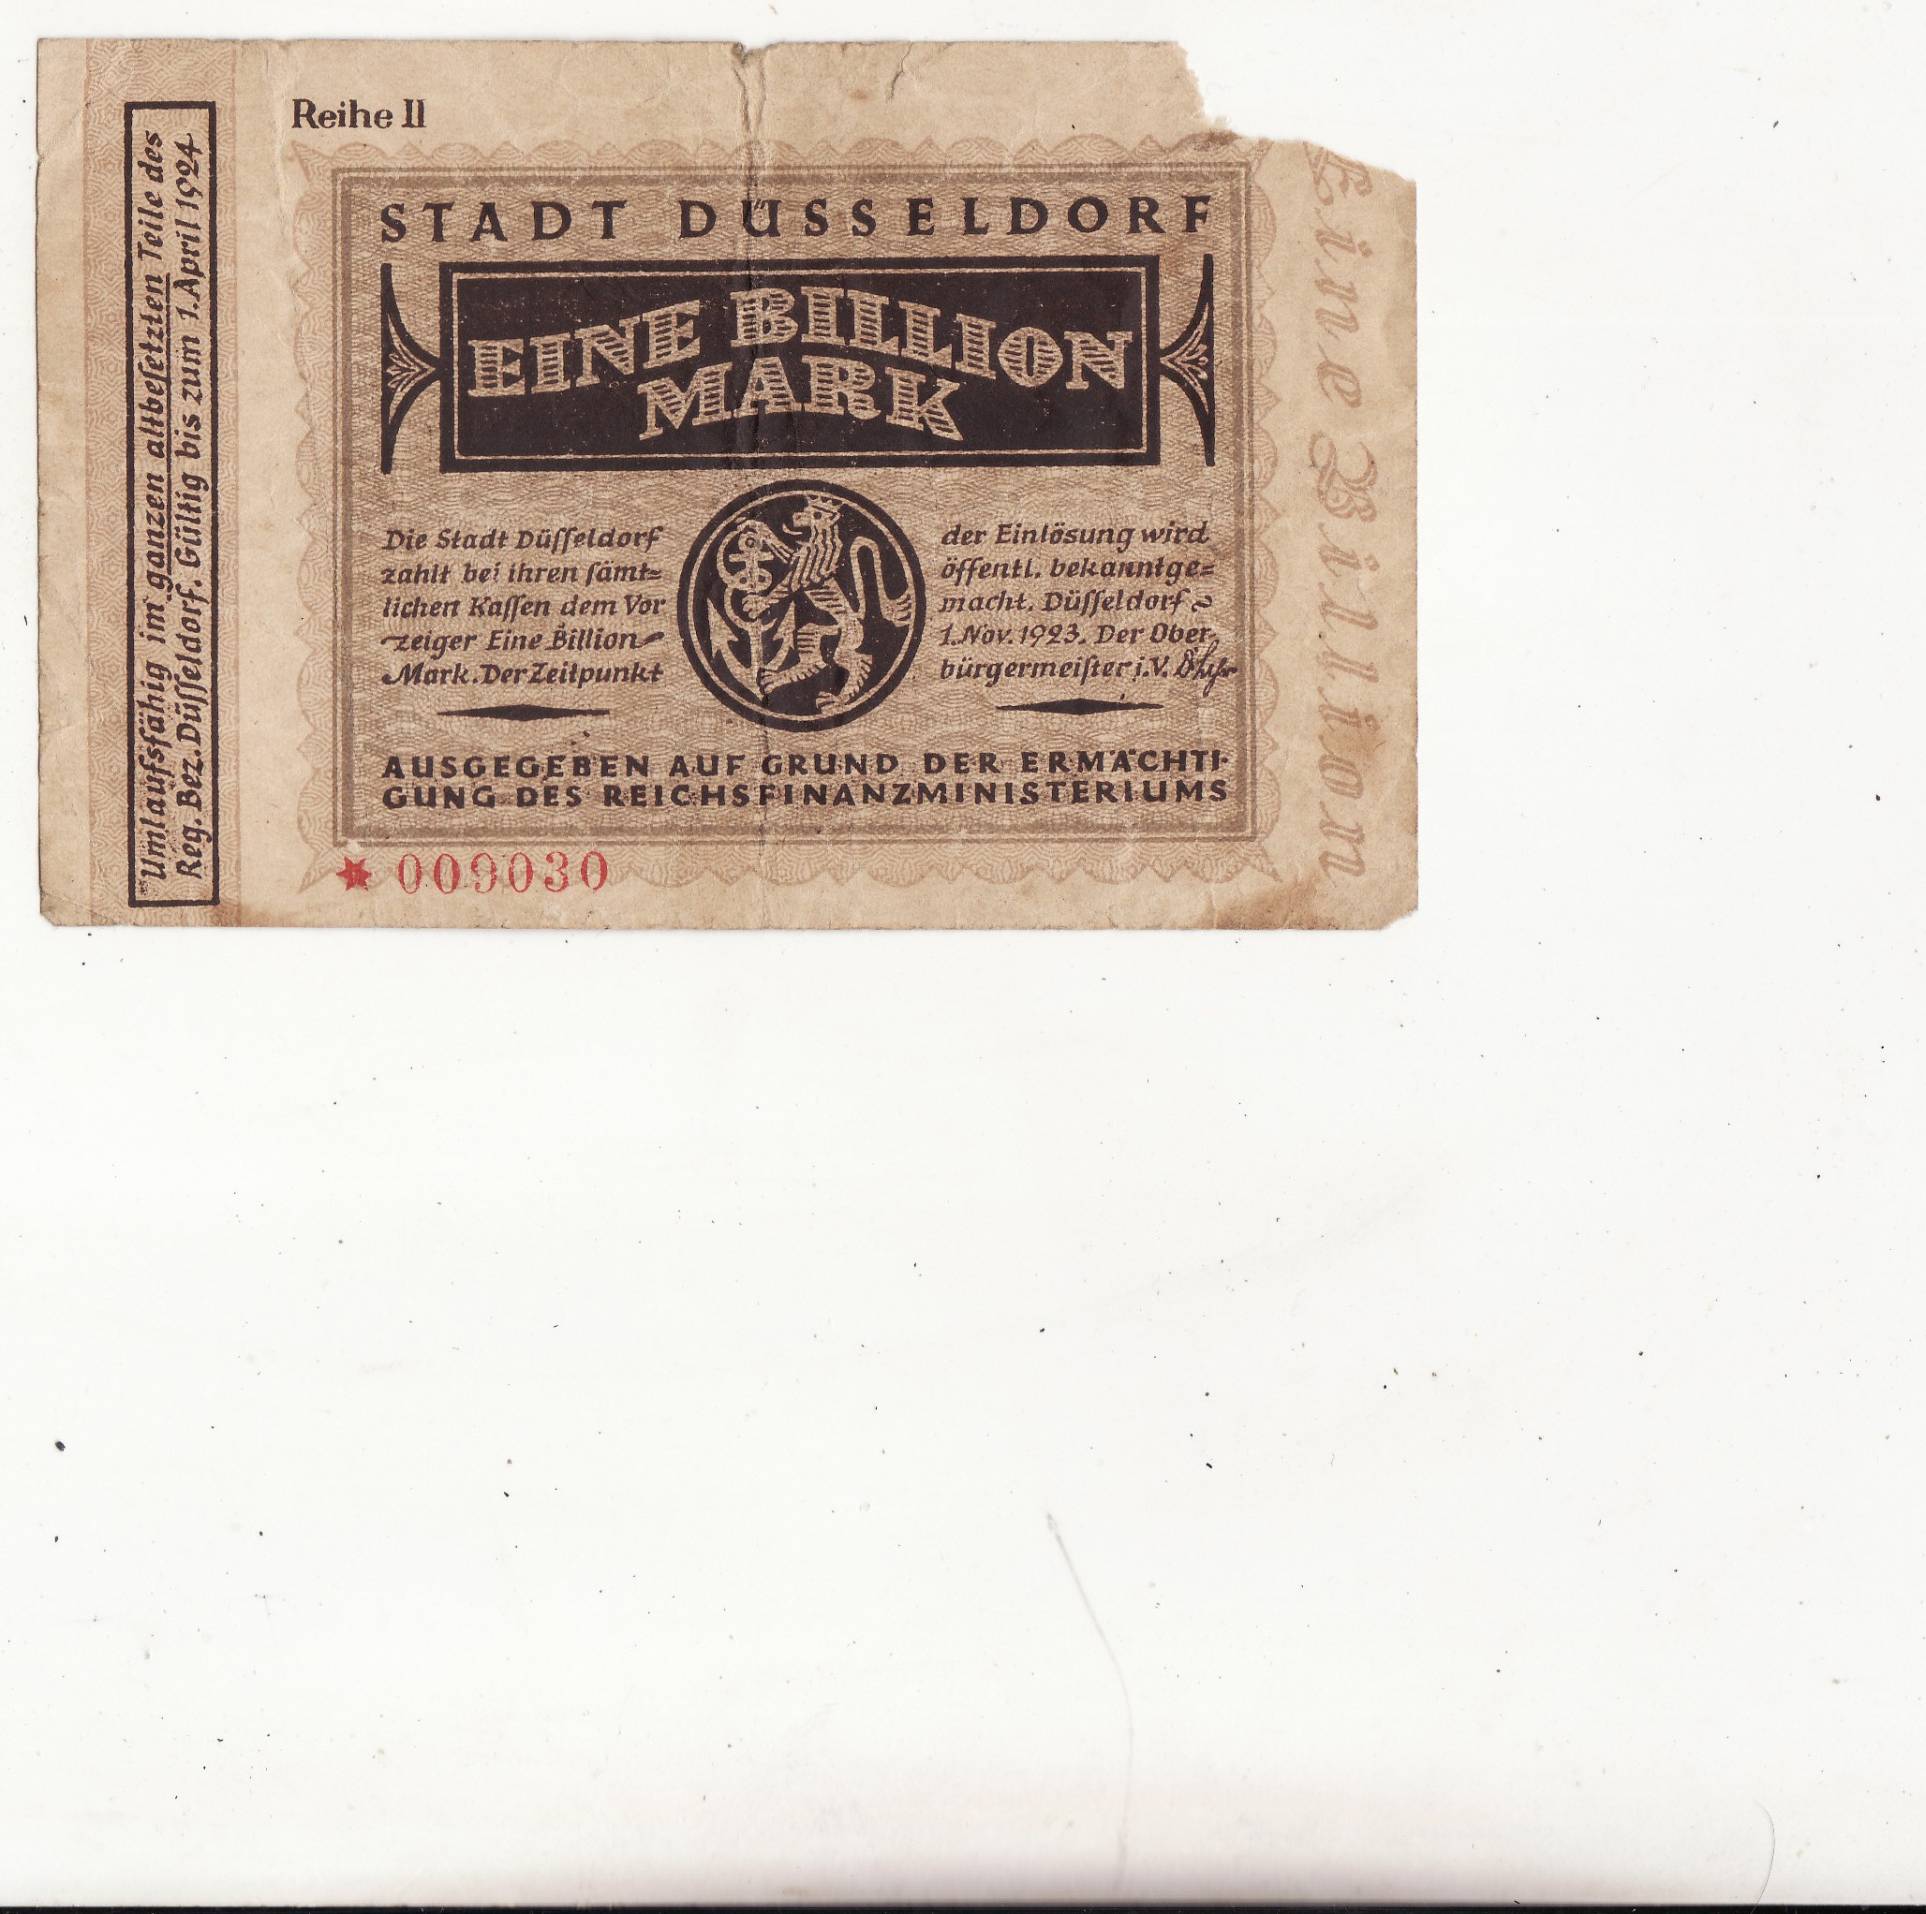 Reihe II
Umlaufsfähig im ganzen altbeſetzten Teile des
Reg. Bez. Düſſeldorf. Gültig bis zum 1. April 1924
STADT DÜSSELDORF
EINE BILLION
MARK
Die Stadt Düſſeldorf
zahlt bei ihren ſämt=
lichen Kaſſen dem Vor
zeiger Eine Billion
Mark. Der Zeitpunkt
der Einlösung wird
öffentl. bekanntge=
macht. Düſſeldorf
1. Nov. 1923. Der Ober,
bürgermeiſter i. V.
AUSGEGEBEN AUF GRUND DER ERMÄCHTI-
GUNG DES REICHSFINANZMINISTERIUMS
009030
Eine Billion